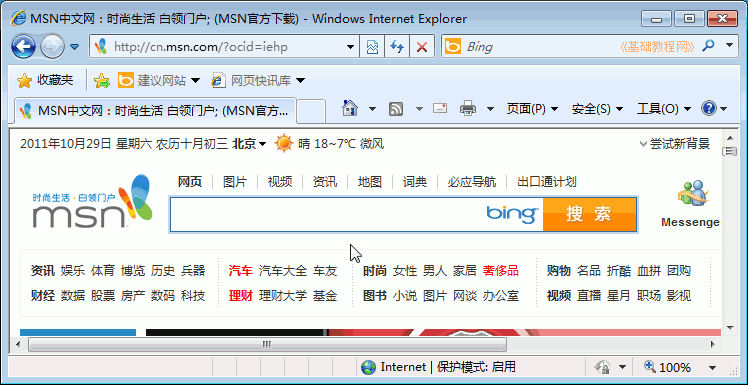 MSN中文网：时尚生活 白领门户; (MSN官方下载) - Windows Internet Explorer
http://cn.msn.com/?ocid=iehp
Bing 《基础教程网》
收藏夹 建议网站 网页快讯库
MSN中文网：时尚生活 白领门户; (MSN官方...
页面(P) 安全(S) 工具(O)
2011年10月29日 星期六 农历十月初三 北京 晴 18~7℃ 微风 尝试新背景
网页 图片 视频 资讯 地图 词典 必应导航 出口通计划
时尚生活·白领门户
msn
bing 搜 索
Messenge
资讯 娱乐 体育 博览 历史 兵器 汽车 汽车大全 车友 时尚 女性 男人 家居 奢侈品 购物 名品 折酷 血拼 团购
财经 数据 股票 房产 数码 科技 理财 理财大学 基金 图书 小说 图片 网谈 办公室 视频 直播 星月 职场 影视
Internet | 保护模式: 启用 100%